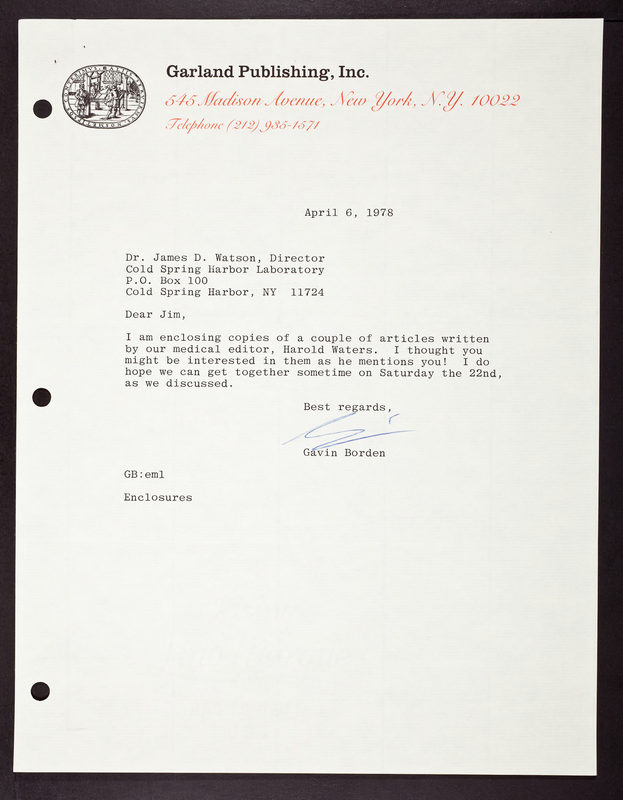 Garland Publishing, Inc.
545 Madison Avenue, New York, N.Y. 10022
Telephone (212) 935-1571
April 6, 1978
Dr. James D. Watson, Director
Cold Spring Harbor Laboratory
P.O. Box 100
Cold Spring Harbor, NY  11724
Dear Jim,
I am enclosing copies of a couple of articles written
by our medical editor, Harold Waters.  I thought you
might be interested in them as he mentions you!  I do
hope we can get together sometime on Saturday the 22nd,
as we discussed.
Best regards,
Gavin Borden
GB:eml
Enclosures